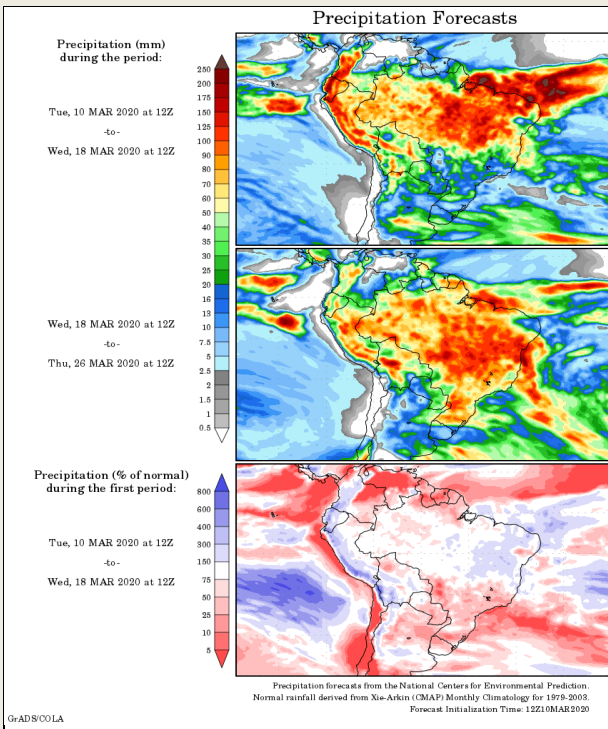 Precipitation Forecasts
Precipitation (mm)
during the period:
Tue, 10 MAR 2020 at 12Z
-to-
Wed, 18 MAR 2020 at 12Z
250
200
175
150
125
100
90
80
70
60
50
40
35
30
25
20
16
13
10
7.5
5
2.5
2
1.5
1
0.5
Wed, 18 MAR 2020 at 12Z
-to-
Thu, 26 MAR 2020 at 12Z
Precipitation (% of normal)
during the first period:
Tue, 10 MAR 2020 at 12Z
-to-
Wed, 18 MAR 2020 at 12Z
800
600
400
300
150
75
50
25
10
5
Precipitation forecasts from the National Centers for Environmental Prediction.
Normal rainfall derived from Xie-Arkin (CMAP) Monthly Climatology for 1979-2003.
Forecast Initialization Time: 12Z10MAR2020
GrADS/COLA